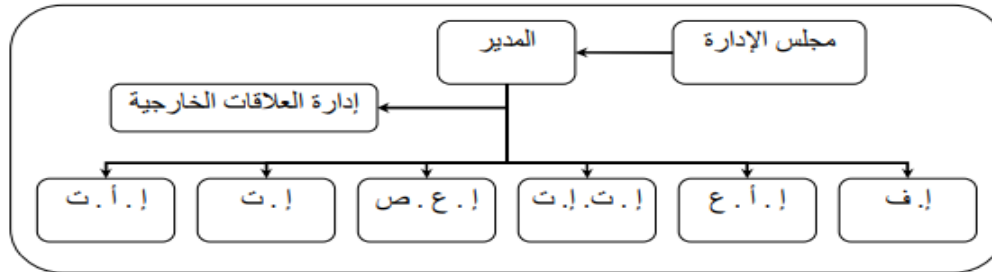 مجلس الإدارة
المدير
إدارة العلاقات الخارجية
إ. ف
إ . أ . ع
إ . ت. إ. ت
إ . ع . ص
إ . ت
إ . أ . ت